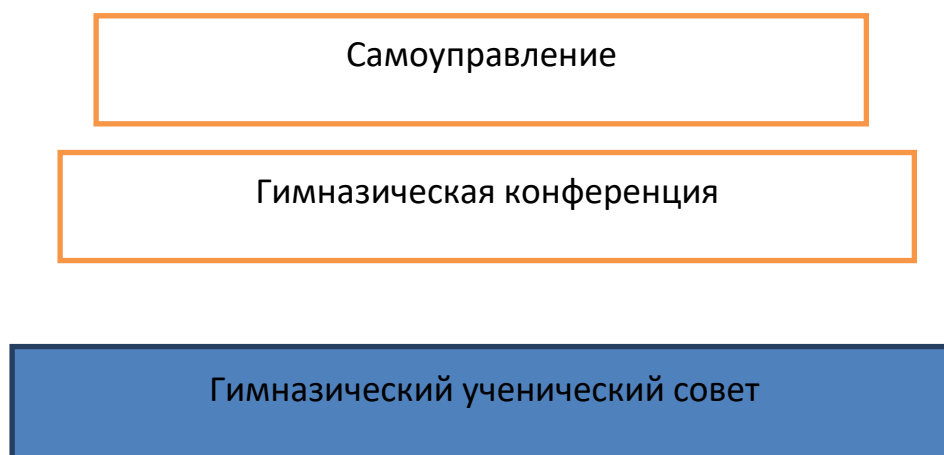 Самоуправление
Гимназическая конференция
Гимназический ученический совет